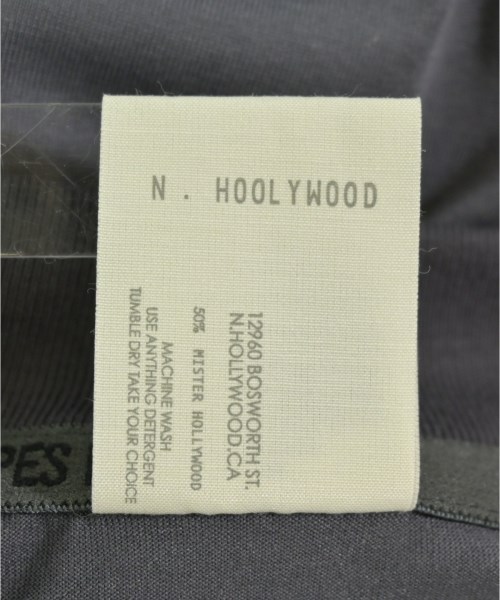 N . HOOLYWOOD
12960 BOSWORTH ST.
N.HOLLYWOOD.CA
50% MISTER HOLLYWOOD
MACHINE WASH
USE ANYTHING DETERGENT
TUMBLE DRY TAKE YOUR CHOICE
PES